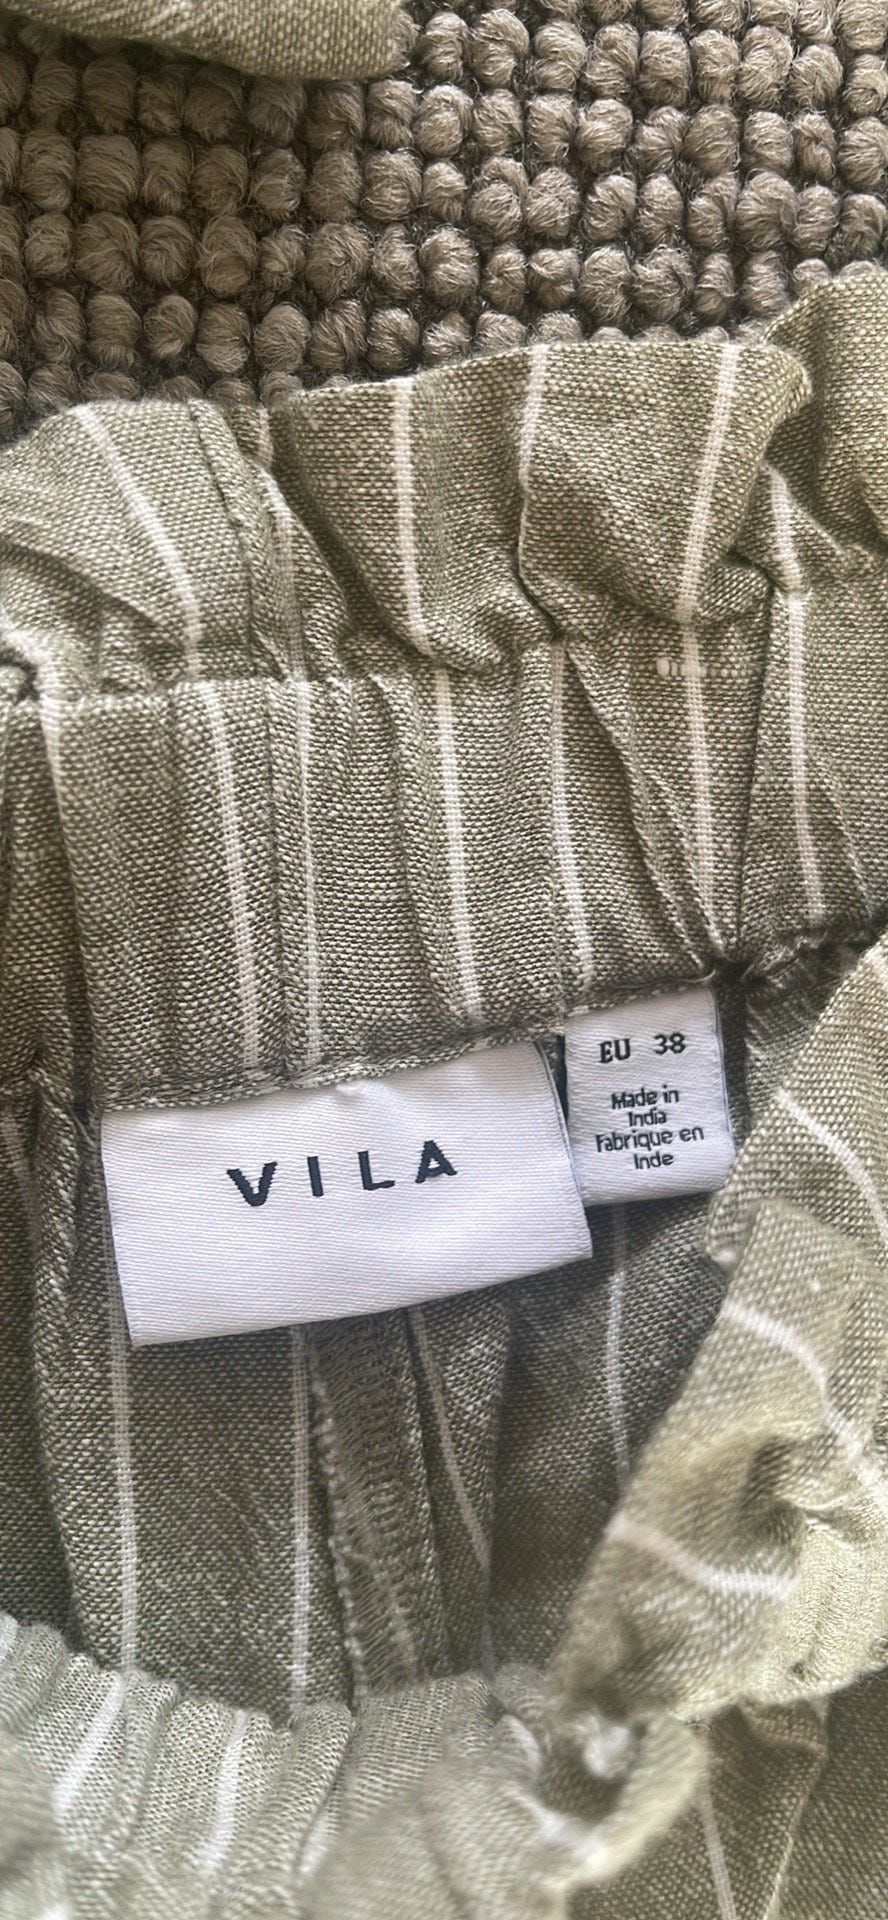 VILA
EU 38
Made in
India
Fabrique en
Inde